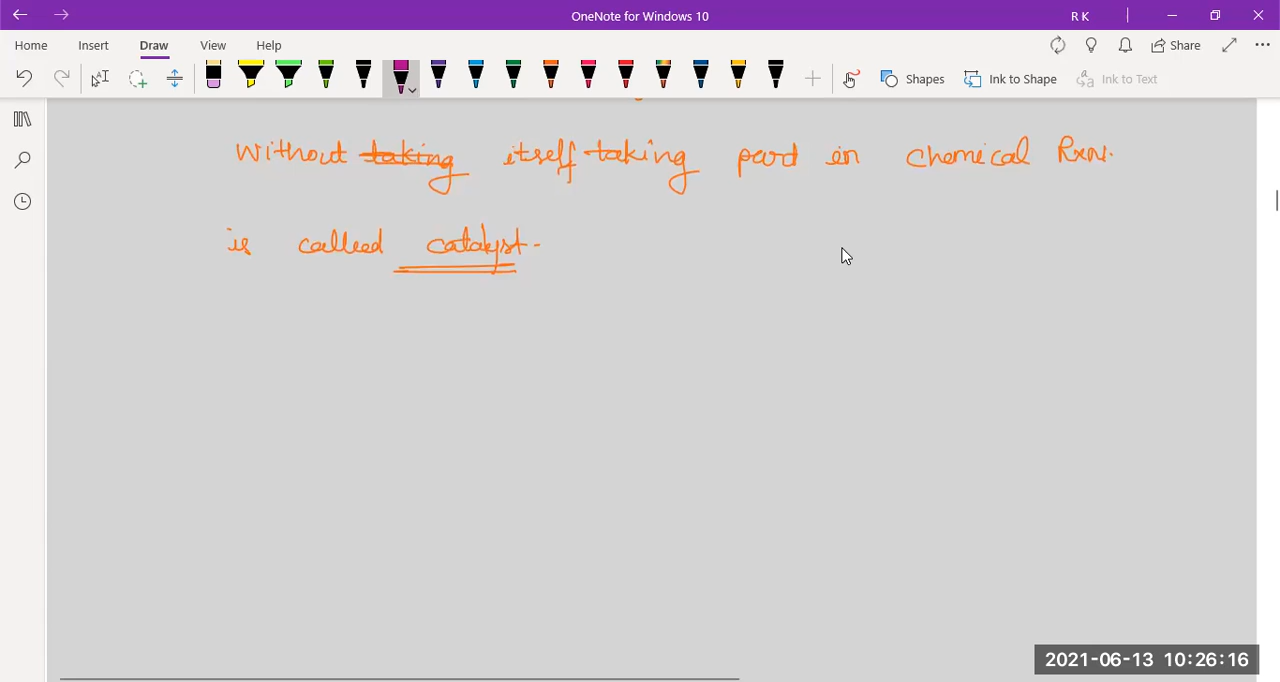 OneNote for Windows 10
R K
Home Insert Draw View Help
Share
Shapes Ink to Shape Ink to Text
without taking itself taking part in chemical Rxn.
is called catalyst.
2021-06-13 10:26:16